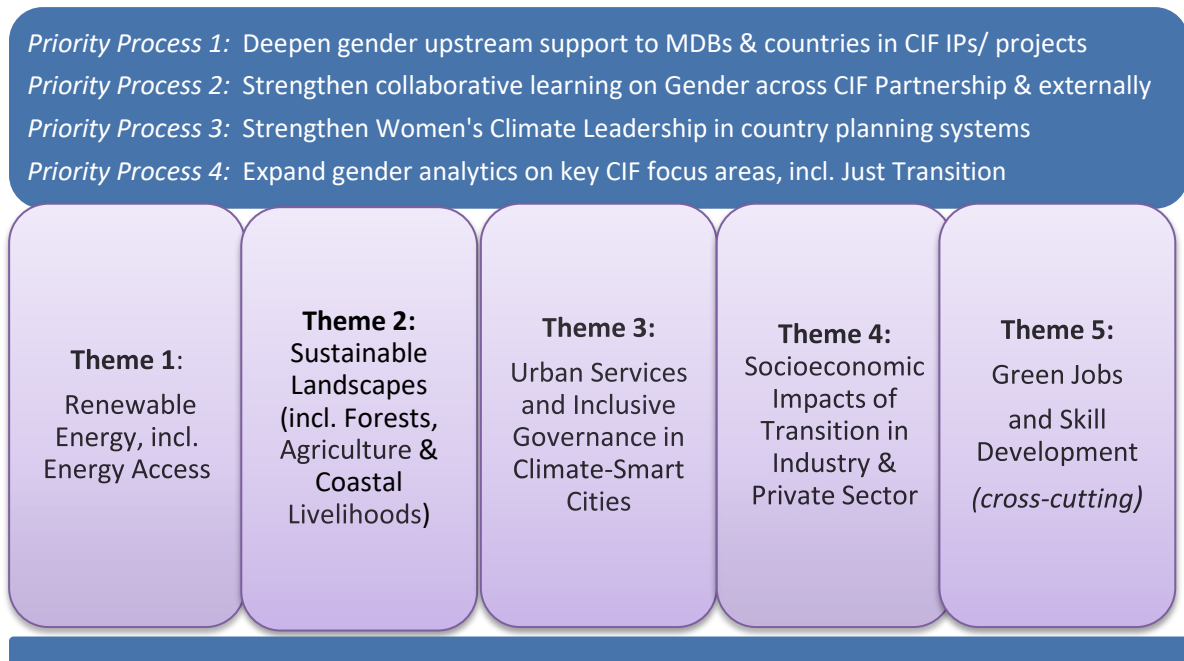 Priority Process 1: Deepen gender upstream support to MDBs & countries in CIF IPs/ projects
Priority Process 2: Strengthen collaborative learning on Gender across CIF Partnership & externally
Priority Process 3: Strengthen Women's Climate Leadership in country planning systems
Priority Process 4: Expand gender analytics on key CIF focus areas, incl. Just Transition
Theme 1:
Renewable
Energy, incl.
Energy Access
Theme 2:
Sustainable
Landscapes
(incl. Forests,
Agriculture &
Coastal
Livelihoods)
Theme 3:
Urban Services
and Inclusive
Governance in
Climate-Smart
Cities
Theme 4:
Socioeconomic
Impacts of
Transition in
Industry &
Private Sector
Theme 5:
Green Jobs
and Skill
Development
(cross-cutting)